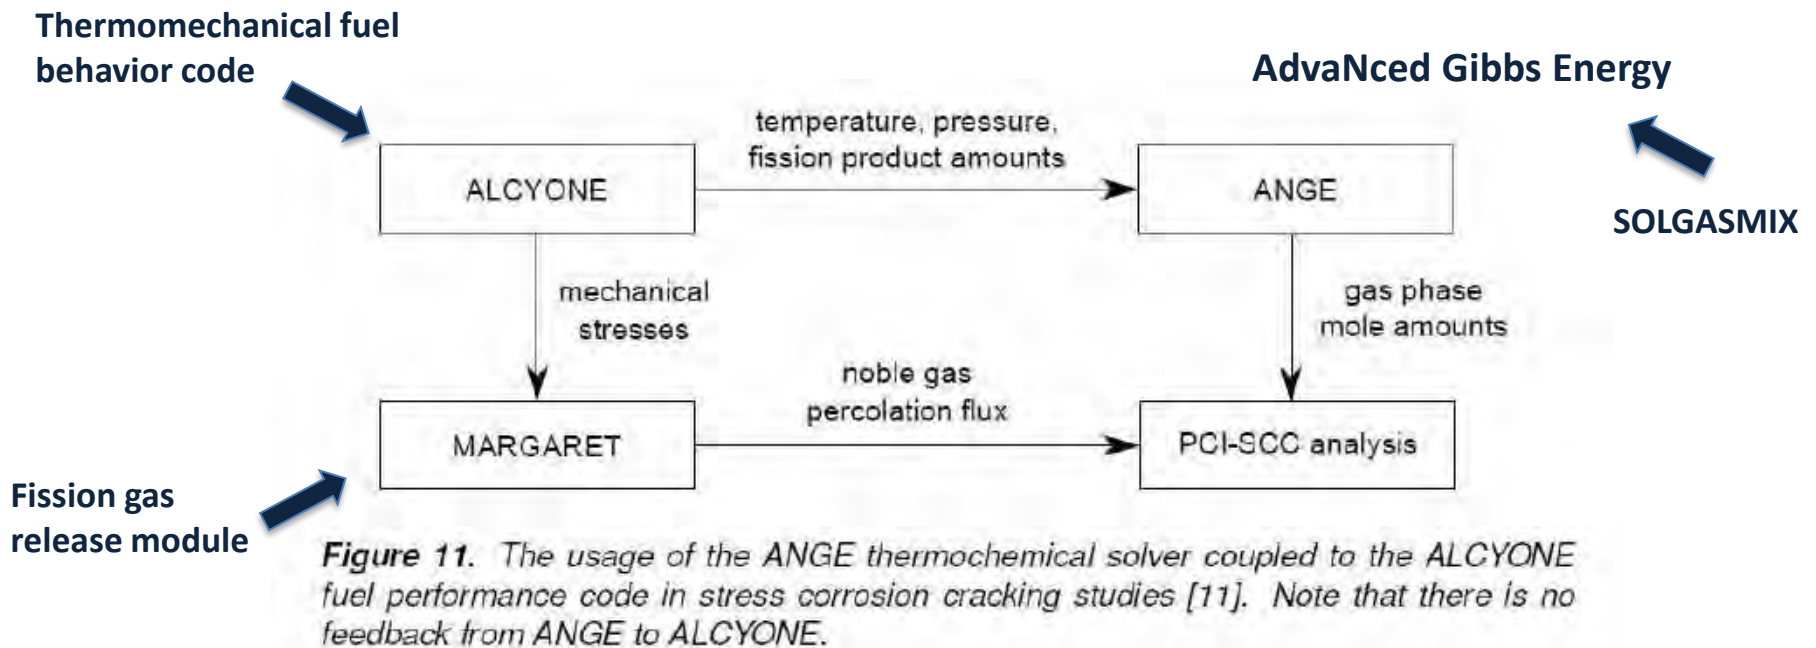 Thermomechanical fuel
behavior code
AdvaNced Gibbs Energy
temperature, pressure,
fission product amounts
ALCYONE
ANGE
SOLGASMIX
mechanical
stresses
gas phase
mole amounts
noble gas
percolation flux
MARGARET
PCI-SCC analysis
Fission gas
release module
Figure 11. The usage of the ANGE thermochemical solver coupled to the ALCYONE
fuel performance code in stress corrosion cracking studies [11]. Note that there is no
feedback from ANGE to ALCYONE.